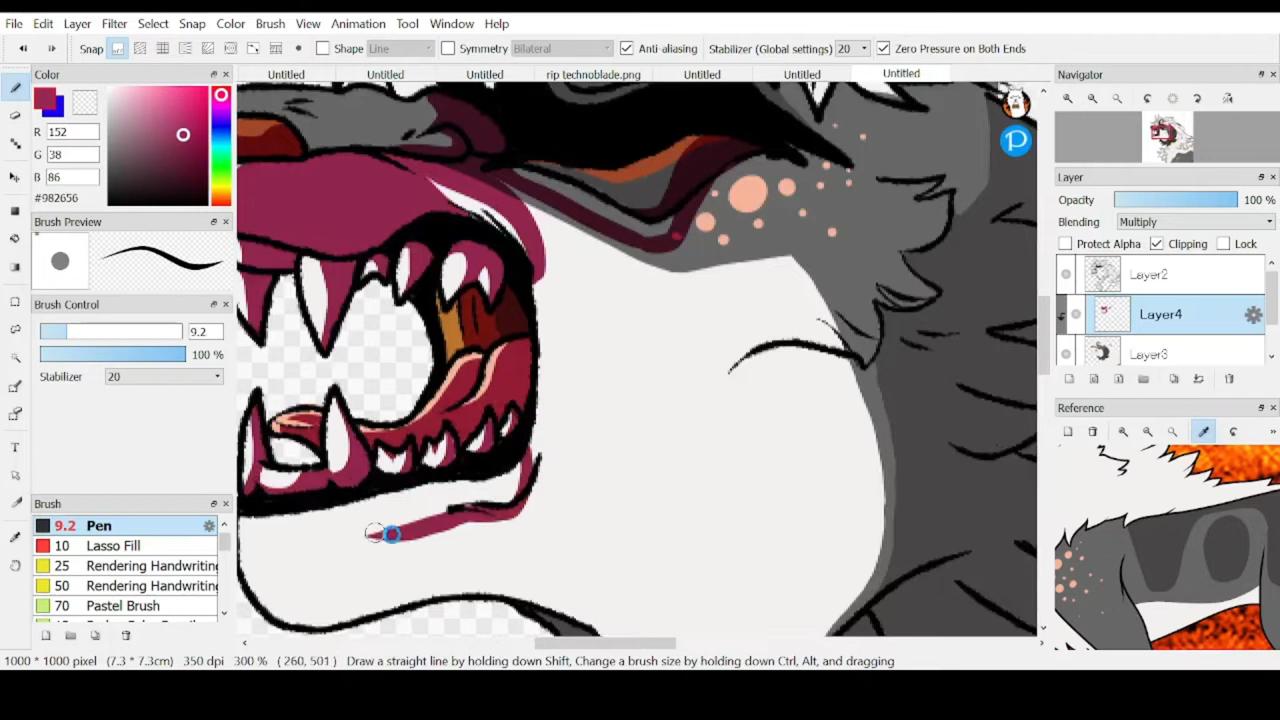 File Edit Layer Filter Select Snap Color Brush View Animation Tool Window Help
Snap Shape Line Symmetry Bilateral Anti-aliasing Stabilizer (Global settings) 20 Zero Pressure on Both Ends
Color
R 152
G 38
B 86
#982656
Brush Preview
Brush Control
9.2
100 %
Stabilizer 20
Brush
9.2 Pen
10 Lasso Fill
25 Rendering Handwriting
50 Rendering Handwriting
70 Pastel Brush
Untitled Untitled Untitled rip technoblade.png Untitled Untitled Untitled
Navigator
Layer
Opacity 100 %
Blending Multiply
Protect Alpha Clipping Lock
Layer2
Layer4
Layer3
Reference
1000 * 1000 pixel (7.3 * 7.3cm) 350 dpi 300 % ( 260, 501 ) Draw a straight line by holding down Shift, Change a brush size by holding down Ctrl, Alt, and dragging